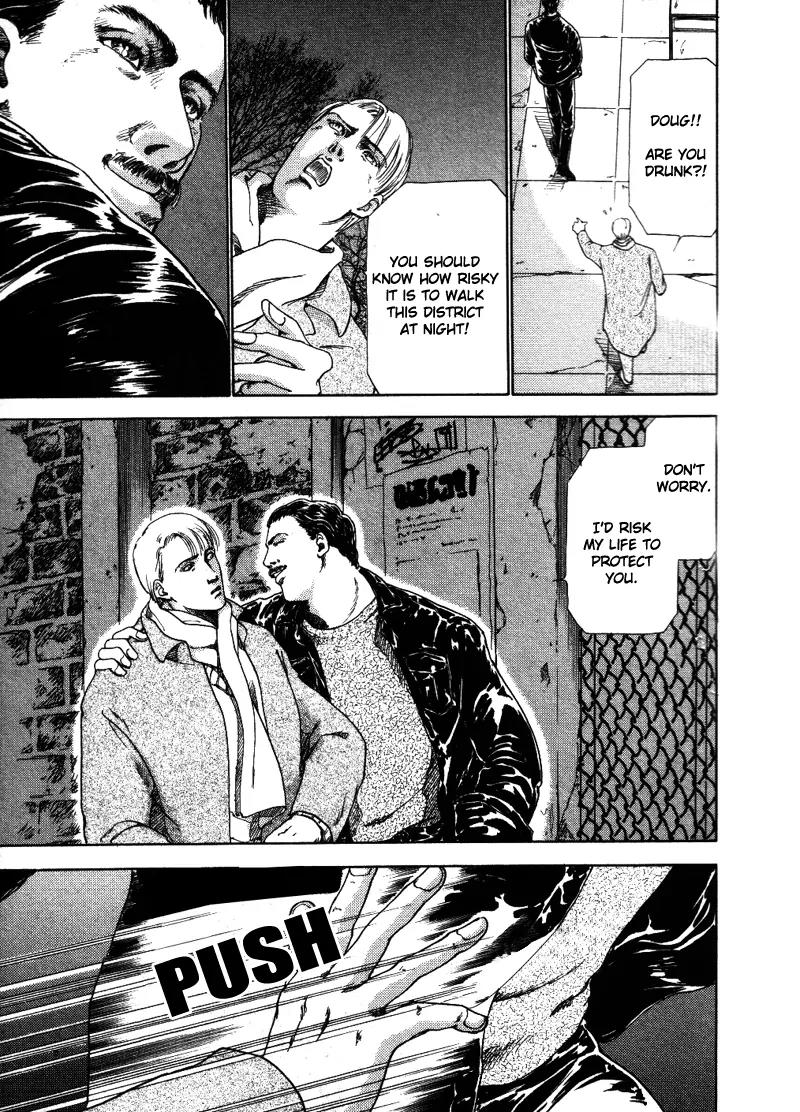 DOUG!!
ARE YOU
DRUNK?!
YOU SHOULD
KNOW HOW RISKY
IT IS TO WALK
THIS DISTRICT
AT NIGHT!
DON'T
WORRY.
I'D RISK
MY LIFE TO
PROTECT
YOU.
PUSH